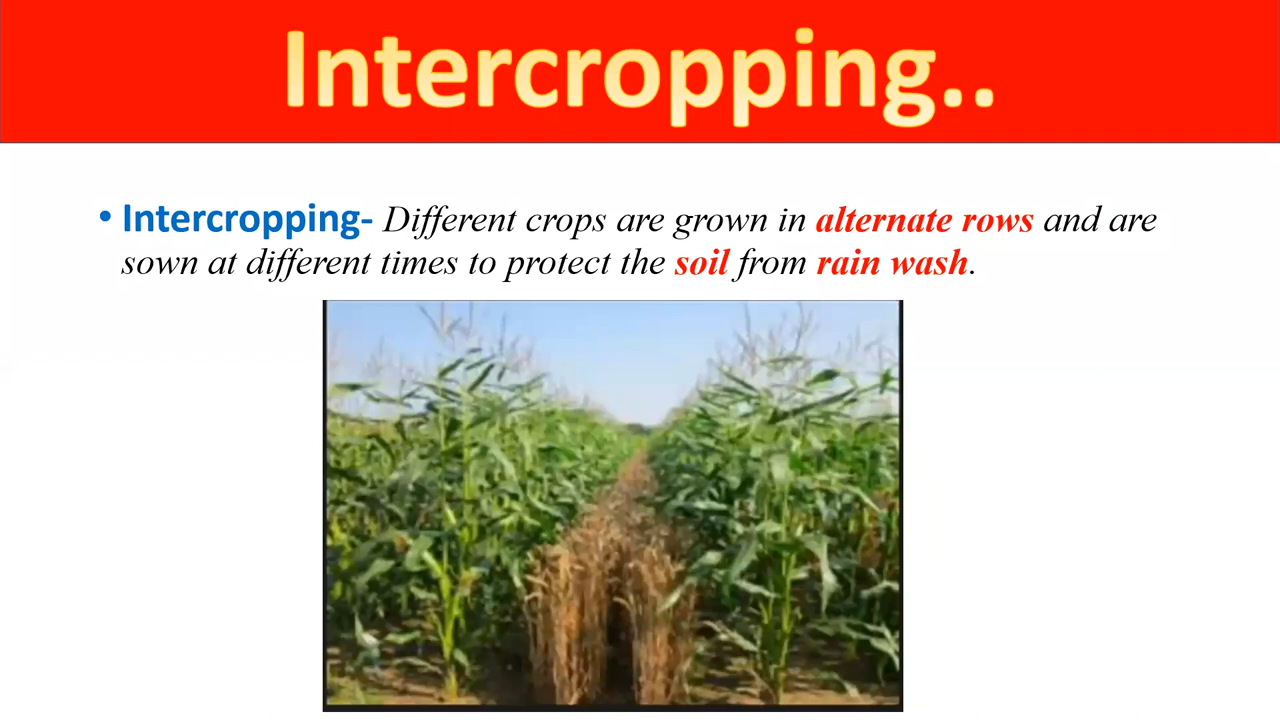 Intercropping..
• Intercropping- Different crops are grown in alternate rows and are
sown at different times to protect the soil from rain wash.